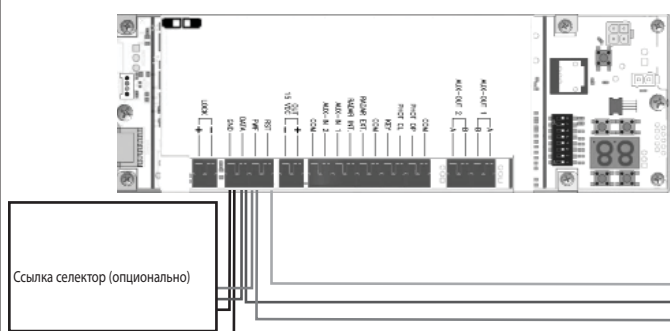 LOCK
+
−
GND
DATA
PWR
RST
15 VDC
OUT
−
+
COM
AUX-IN 2
AUX-IN 1
RADAR INT.
RADAR EXT.
COM
KEY
PHOT CL
PHOT OP
COM
AUX-OUT 2
A
B
AUX-OUT 1
B
A
88
Ссылка селектор (опционально)